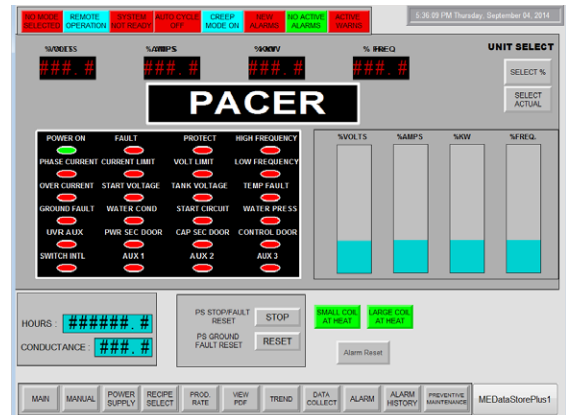 NO MODE SELECTED
REMOTE OPERATION
SYSTEM NOT READY
AUTO CYCLE OFF
CREEP MODE ON
NEW ALARMS
NO ACTIVE ALARMS
ACTIVE WARNS
5:36:09 PM Thursday, September 04, 2014
% FREQ
UNIT SELECT
###.# ###.# ###.# ###.#
SELECT %
SELECT ACTUAL
PACER
POWER ON FAULT PROTECT HIGH FREQUENCY
PHASE CURRENT CURRENT LIMIT VOLT LIMIT LOW FREQUENCY
OVER CURRENT START VOLTAGE TANK VOLTAGE TEMP FAULT
GROUND FAULT WATER COND START CIRCUIT WATER PRESS
UVR AUX PWR SEC DOOR CAP SEC DOOR CONTROL DOOR
SWITCH INTL AUX 1 AUX 2 AUX 3
%VOLTS %AMPS %KW %FREQ.
HOURS : ######.#
CONDUCTANCE : ###.#
PS STOP/FAULT RESET
STOP
PS GROUND FAULT RESET
RESET
SMALL COIL AT HEAT
LARGE COIL AT HEAT
Alarm Reset
MAIN
MANUAL
POWER SUPPLY
RECIPE SELECT
PROD. RATE
VIEW PDF
TREND
DATA COLLECT
ALARM
ALARM HISTORY
PREVENTIVE MAINTENANCE
MEDataStorePlus1